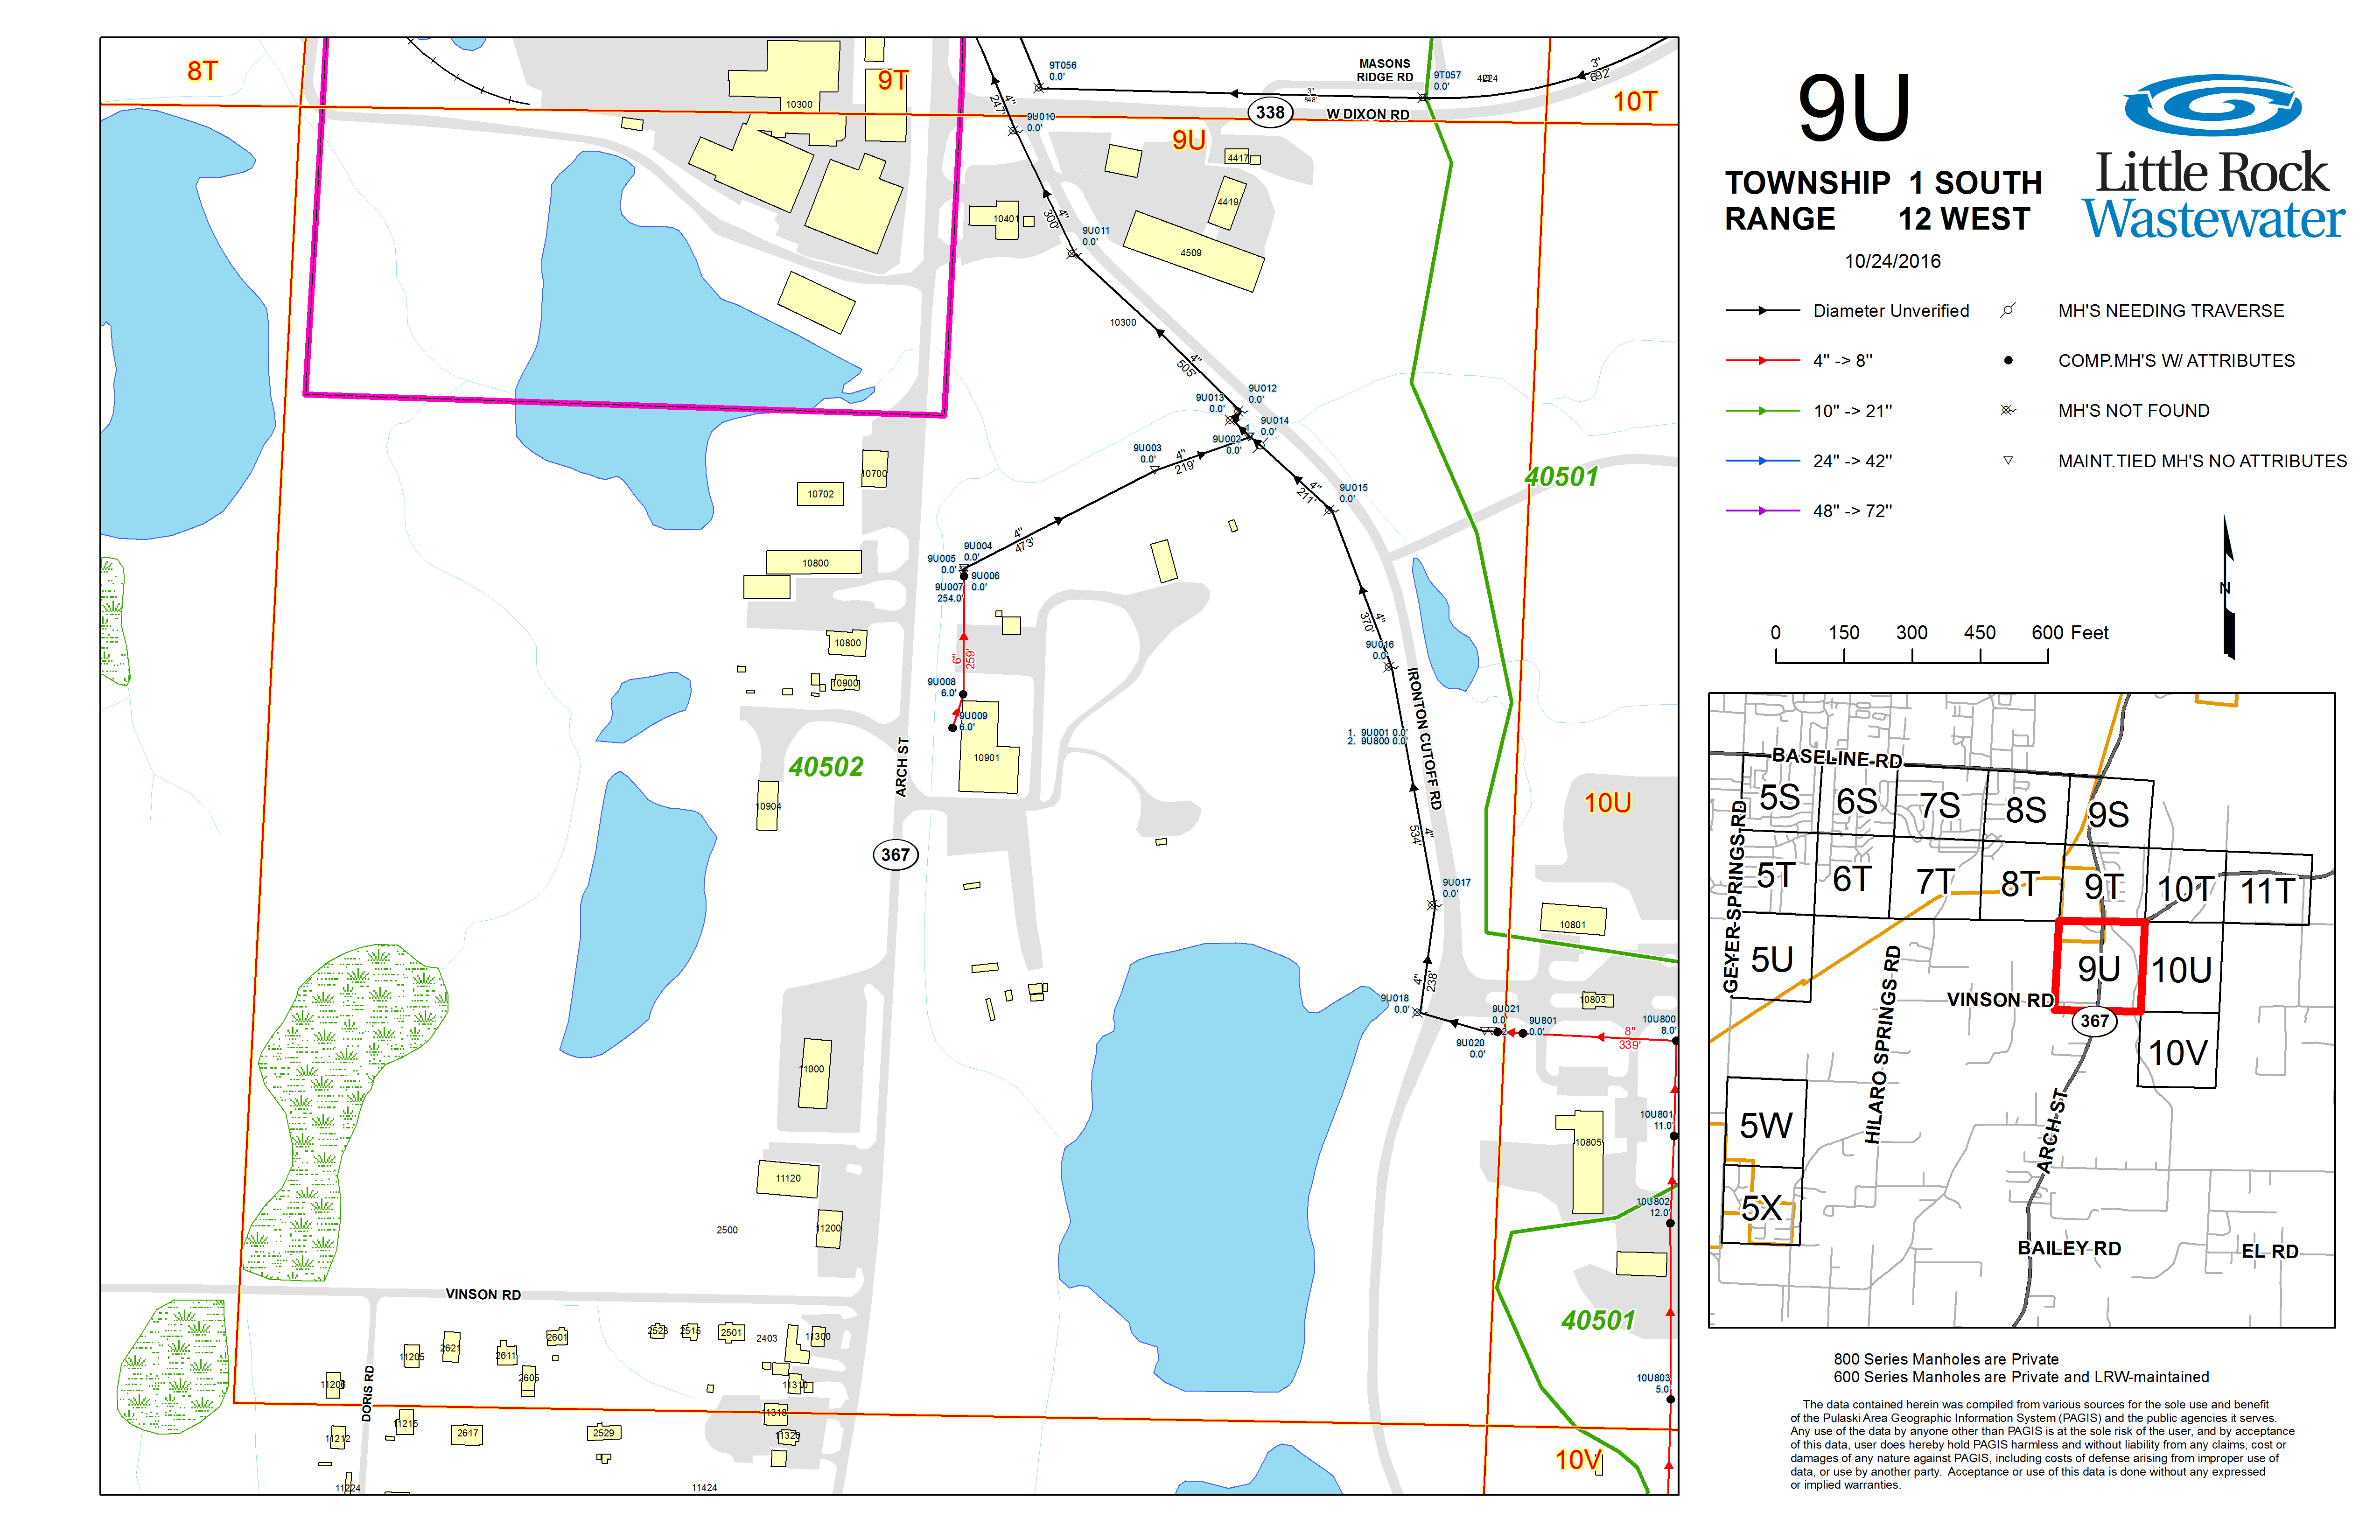 8T
9T
10T
9U
10U
10V
40501
40502
40501
MASONS
RIDGE RD
W DIXON RD
338
ARCH ST
367
IRONTON CUTOFF RD
VINSON RD
DORIS RD
9T056
0.0'
9T057
0.0'
3"
692'
3"
848'
4"
247'
9U010
0.0'
4"
300'
9U011
0.0'
4"
505'
9U012
0.0'
9U013
0.0'
9U014
0.0'
9U002
0.0'
9U003
0.0'
4"
219'
4"
473'
4"
211'
9U015
0.0'
9U004
0.0'
9U005
0.0'
9U006
0.0'
9U007
254.0'
6"
259'
9U008
6.0'
9U009
6.0'
4"
370'
9U016
0.0'
1. 9U001 0.0'
2. 9U800 0.0'
4"
534'
9U017
0.0'
4"
238'
9U018
0.0'
9U021
0.0'
9U801
0.0'
9U020
0.0'
2
8"
339'
10U800
8.0'
10U801
11.0'
10U802
12.0'
10U803
5.0'
10300
10401
4417
4419
4509
10300
10700
10702
10800
10800
10900
10901
10904
10801
10803
10805
11000
11120
11200
2500
2523
2515
2501
2403
11300
2601
2621
2611
2605
11205
11206
11310
11318
11320
11215
11212
2617
2529
11224
11424
9U
TOWNSHIP 1 SOUTH
RANGE 12 WEST
10/24/2016
Little Rock
Wastewater
Diameter Unverified
4" -> 8"
10" -> 21"
24" -> 42"
48" -> 72"
MH'S NEEDING TRAVERSE
COMP.MH'S W/ ATTRIBUTES
MH'S NOT FOUND
MAINT.TIED MH'S NO ATTRIBUTES
N
0 150 300 450 600 Feet
BASELINE RD
GEYER SPRINGS RD
HILARO SPRINGS RD
VINSON RD
ARCH ST
BAILEY RD
EL RD
367
5S 6S 7S 8S 9S
5T 6T 7T 8T 9T 10T 11T
5U 9U 10U
10V
5W
5X
800 Series Manholes are Private
600 Series Manholes are Private and LRW-maintained
The data contained herein was compiled from various sources for the sole use and benefit
of the Pulaski Area Geographic Information System (PAGIS) and the public agencies it serves.
Any use of the data by anyone other than PAGIS is at the sole risk of the user, and by acceptance
of this data, user does hereby hold PAGIS harmless and without liability from any claims, cost or
damages of any nature against PAGIS, including costs of defense arising from improper use of
data, or use by another party. Acceptance or use of this data is done without any expressed
or implied warranties.